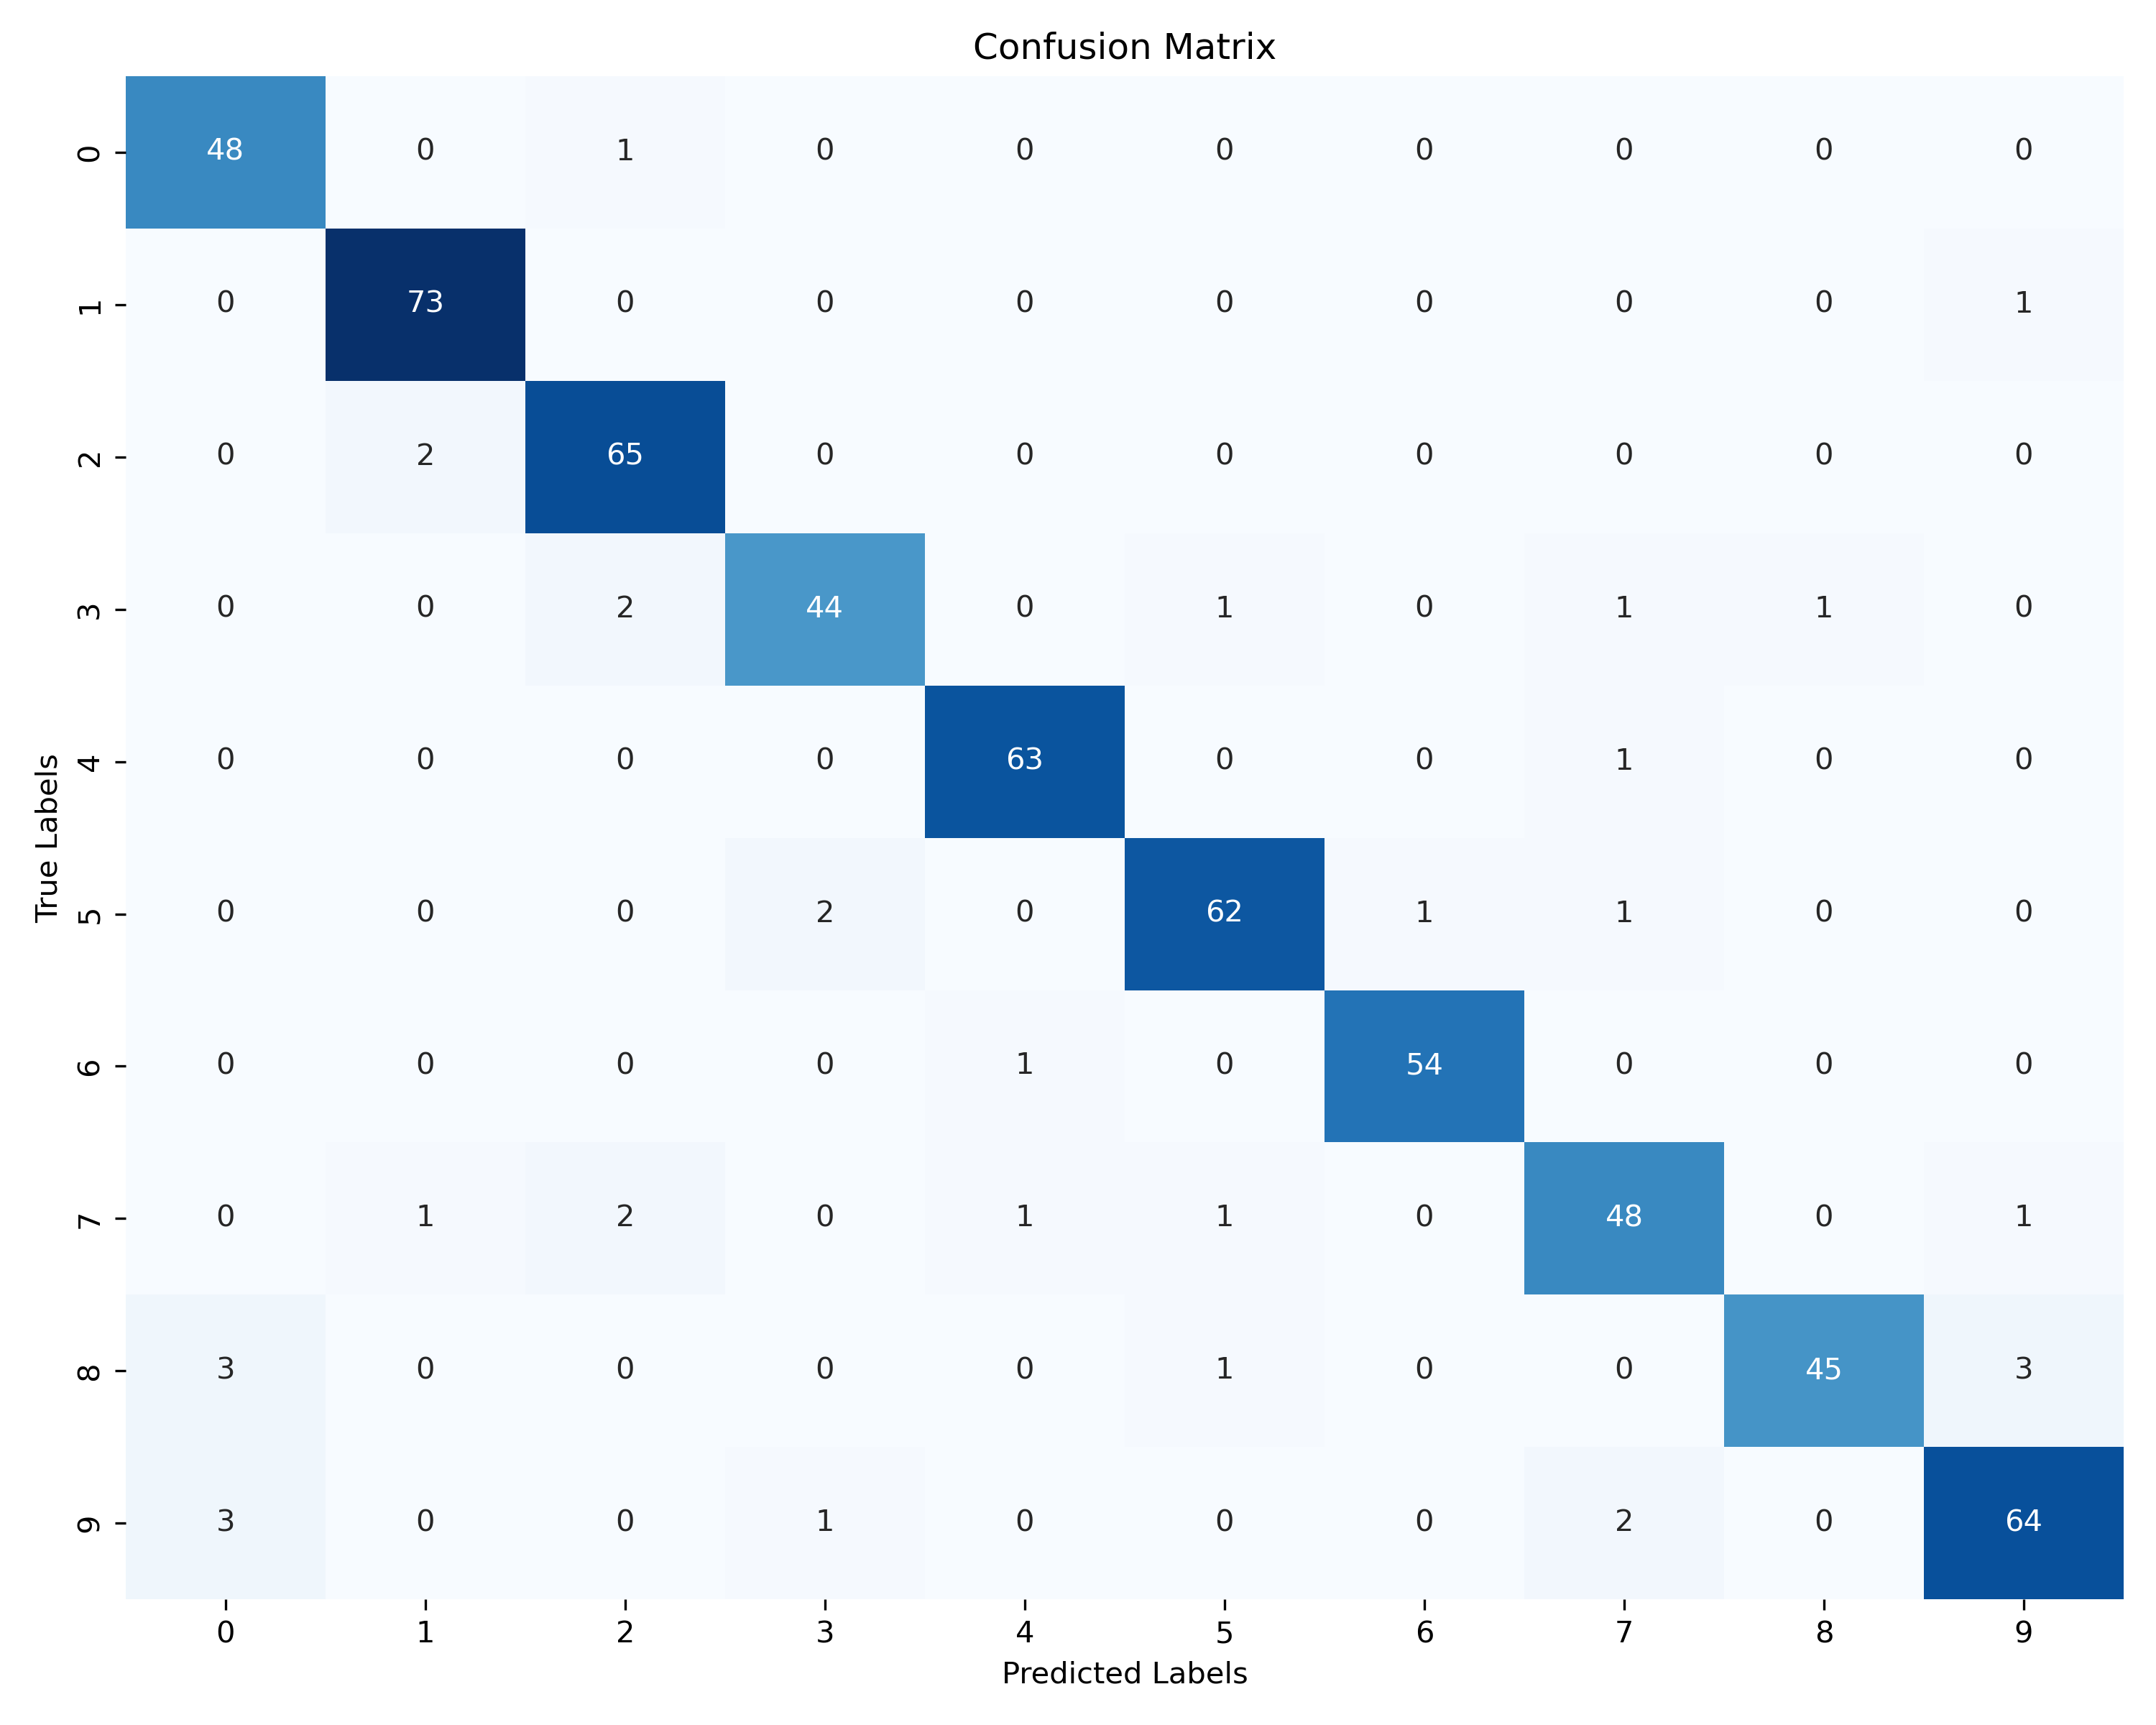 Confusion Matrix
0 48 0 1 0 0 0 0 0 0 0
1 0 73 0 0 0 0 0 0 0 1
2 0 2 65 0 0 0 0 0 0 0
3 0 0 2 44 0 1 0 1 1 0
4 0 0 0 0 63 0 0 1 0 0
5 0 0 0 2 0 62 1 1 0 0
6 0 0 0 0 1 0 54 0 0 0
7 0 1 2 0 1 1 0 48 0 1
8 3 0 0 0 0 1 0 0 45 3
9 3 0 0 1 0 0 0 2 0 64
True Labels
0 1 2 3 4 5 6 7 8 9
Predicted Labels